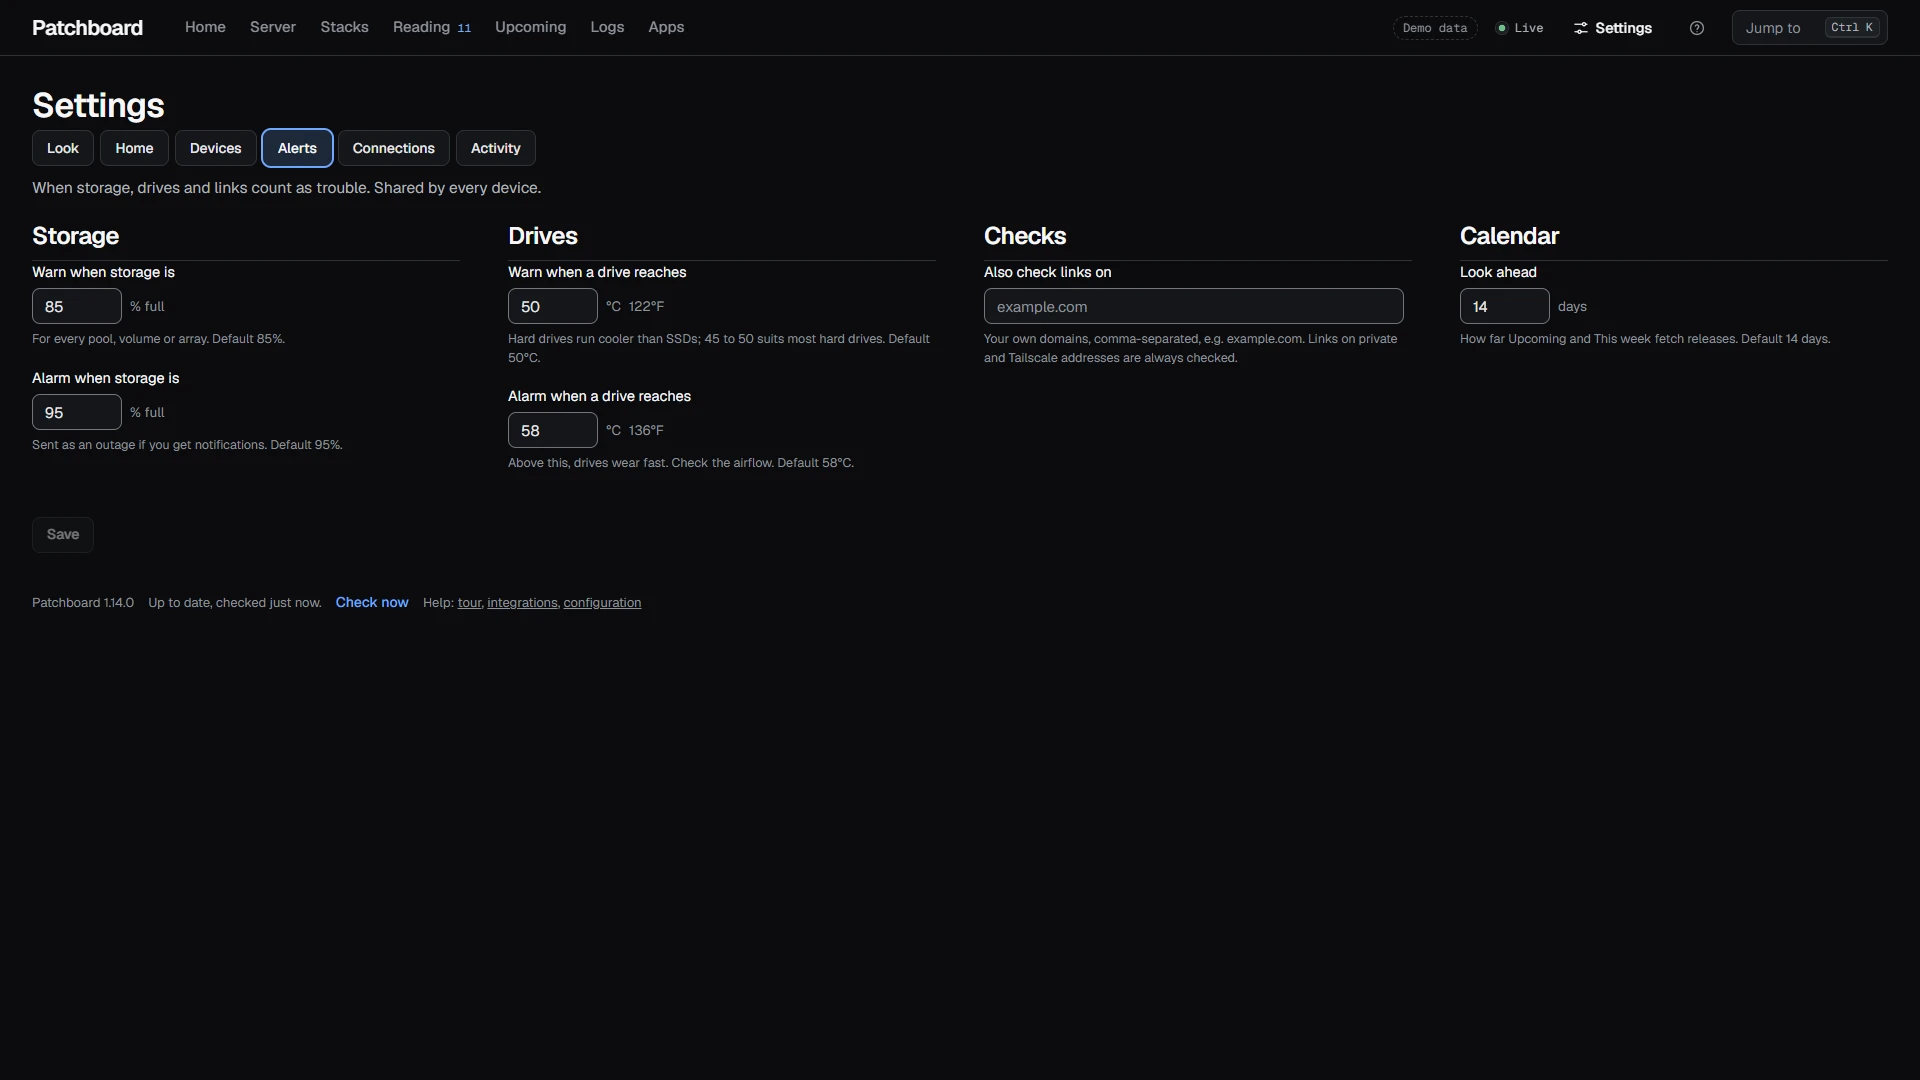 Patchboard Home Server Stacks Reading 11 Upcoming Logs Apps Demo data Live Settings Jump to Ctrl K
Settings
Look Home Devices Alerts Connections Activity
When storage, drives and links count as trouble. Shared by every device.
Storage
Warn when storage is
85 % full
For every pool, volume or array. Default 85%.
Alarm when storage is
95 % full
Sent as an outage if you get notifications. Default 95%.
Drives
Warn when a drive reaches
50 °C 122°F
Hard drives run cooler than SSDs; 45 to 50 suits most hard drives. Default
50°C.
Alarm when a drive reaches
58 °C 136°F
Above this, drives wear fast. Check the airflow. Default 58°C.
Checks
Also check links on
example.com
Your own domains, comma-separated, e.g. example.com. Links on private
and Tailscale addresses are always checked.
Calendar
Look ahead
14 days
How far Upcoming and This week fetch releases. Default 14 days.
Save
Patchboard 1.14.0 Up to date, checked just now. Check now Help: tour, integrations, configuration